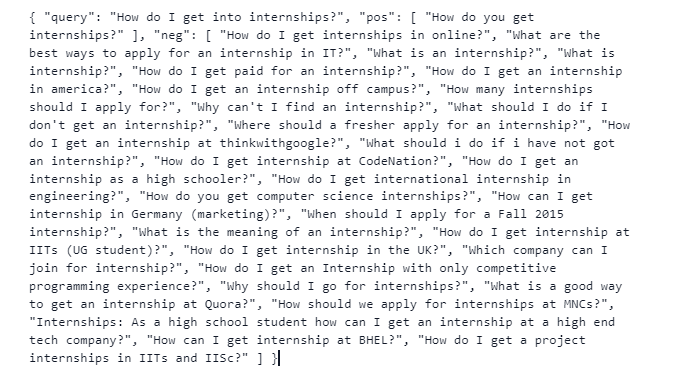 { "query": "How do I get into internships?", "pos": [ "How do you get
internships?" ], "neg": [ "How do I get internships in online?", "What are the
best ways to apply for an internship in IT?", "What is an internship?", "What is
internship?", "How do I get paid for an internship?", "How do I get an internship
in america?", "How do I get an internship off campus?", "How many internships
should I apply for?", "Why can't I find an internship?", "What should I do if I
don't get an internship?", "Where should a fresher apply for an internship?", "How
do I get an internship at thinkwithgoogle?", "What should i do if i have not got
an internship?", "How do I get internship at CodeNation?", "How do I get an
internship as a high schooler?", "How do I get international internship in
engineering?", "How do you get computer science internships?", "How can I get
internship in Germany (marketing)?", "When should I apply for a Fall 2015
internship?", "What is the meaning of an internship?", "How do I get internship at
IITs (UG student)?", "How do I get internship in the UK?", "Which company can I
join for internship?", "How do I get an Internship with only competitive
programming experience?", "Why should I go for internships?", "What is a good way
to get an internship at Quora?", "How should we apply for internships at MNCs?",
"Internships: As a high school student how can I get an internship at a high end
tech company?", "How can I get internship at BHEL?", "How do I get a project
internships in IITs and IISc?" ] }